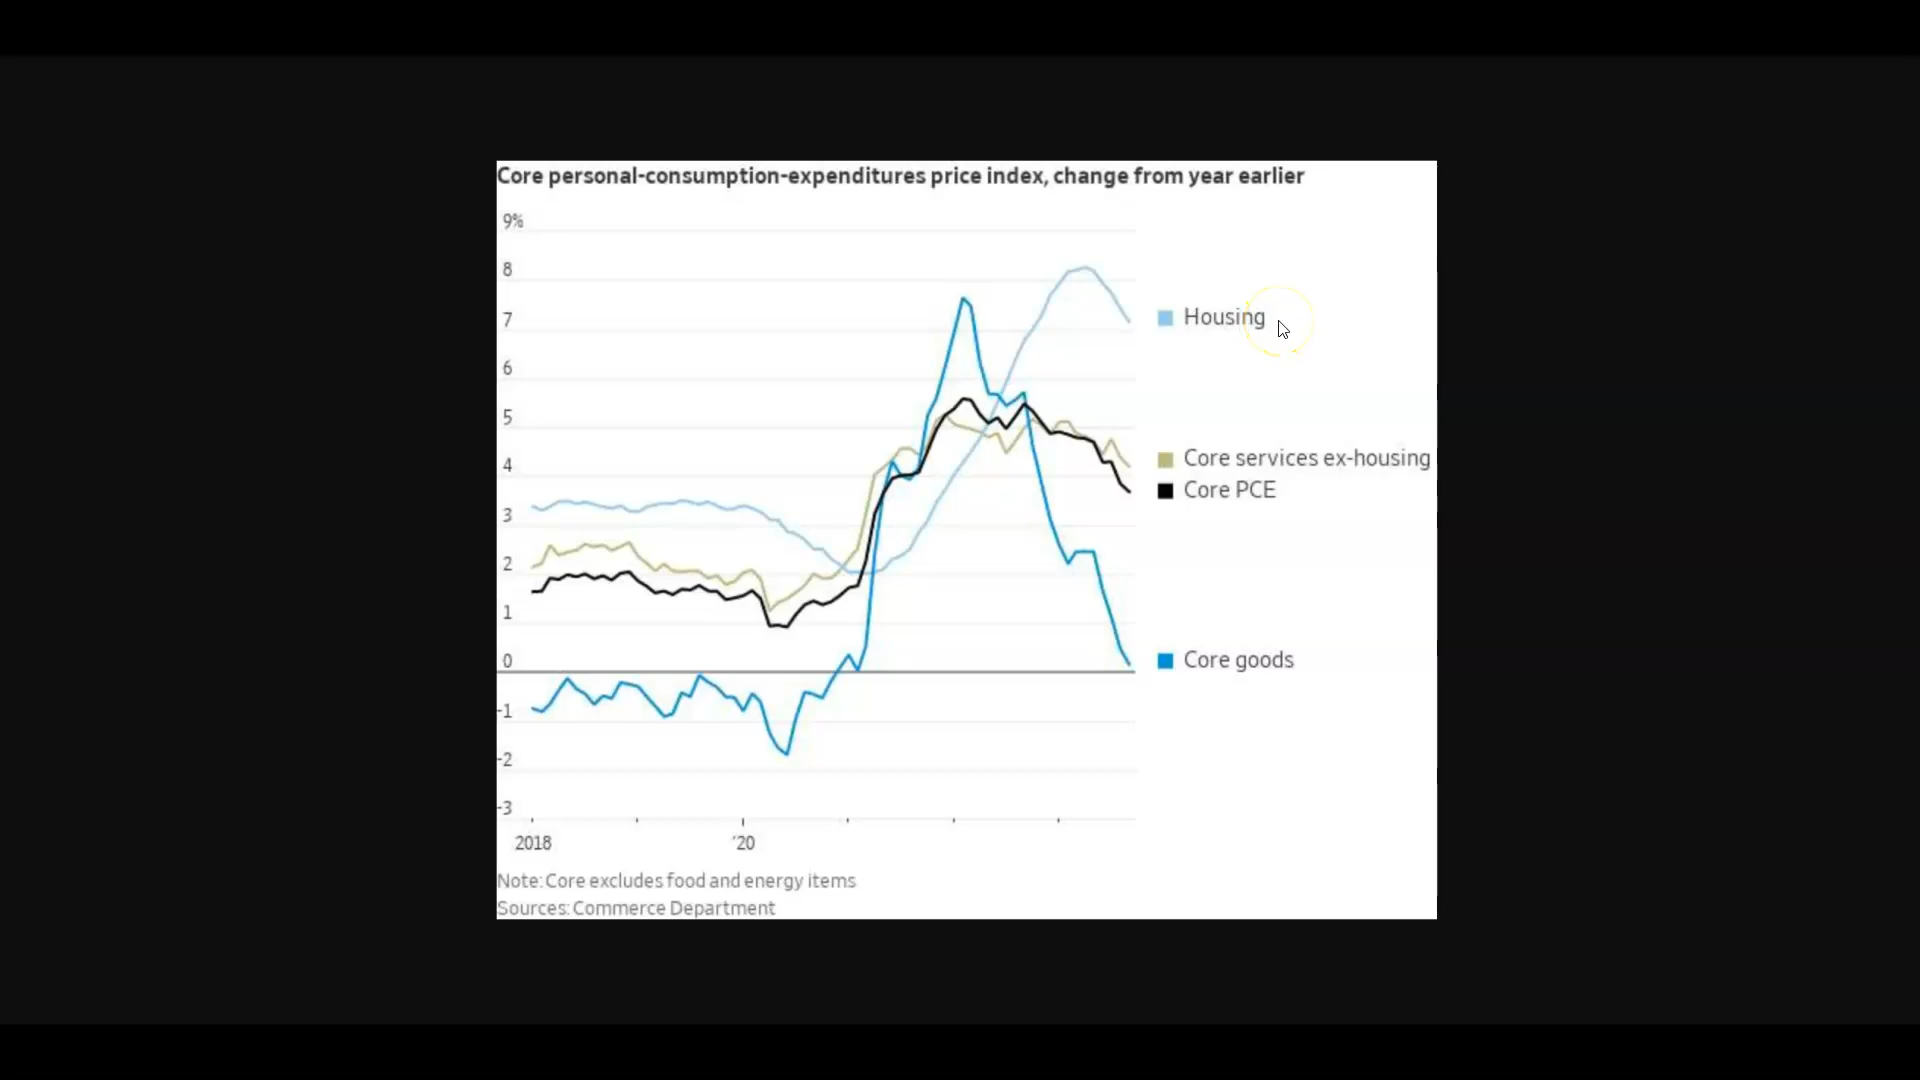 Core personal-consumption-expenditures price index, change from year earlier
9%
8
7
6
5
4
3
2
1
0
-1
-2
-3
2018 '20
Housing
Core services ex-housing
Core PCE
Core goods
Note: Core excludes food and energy items
Sources: Commerce Department